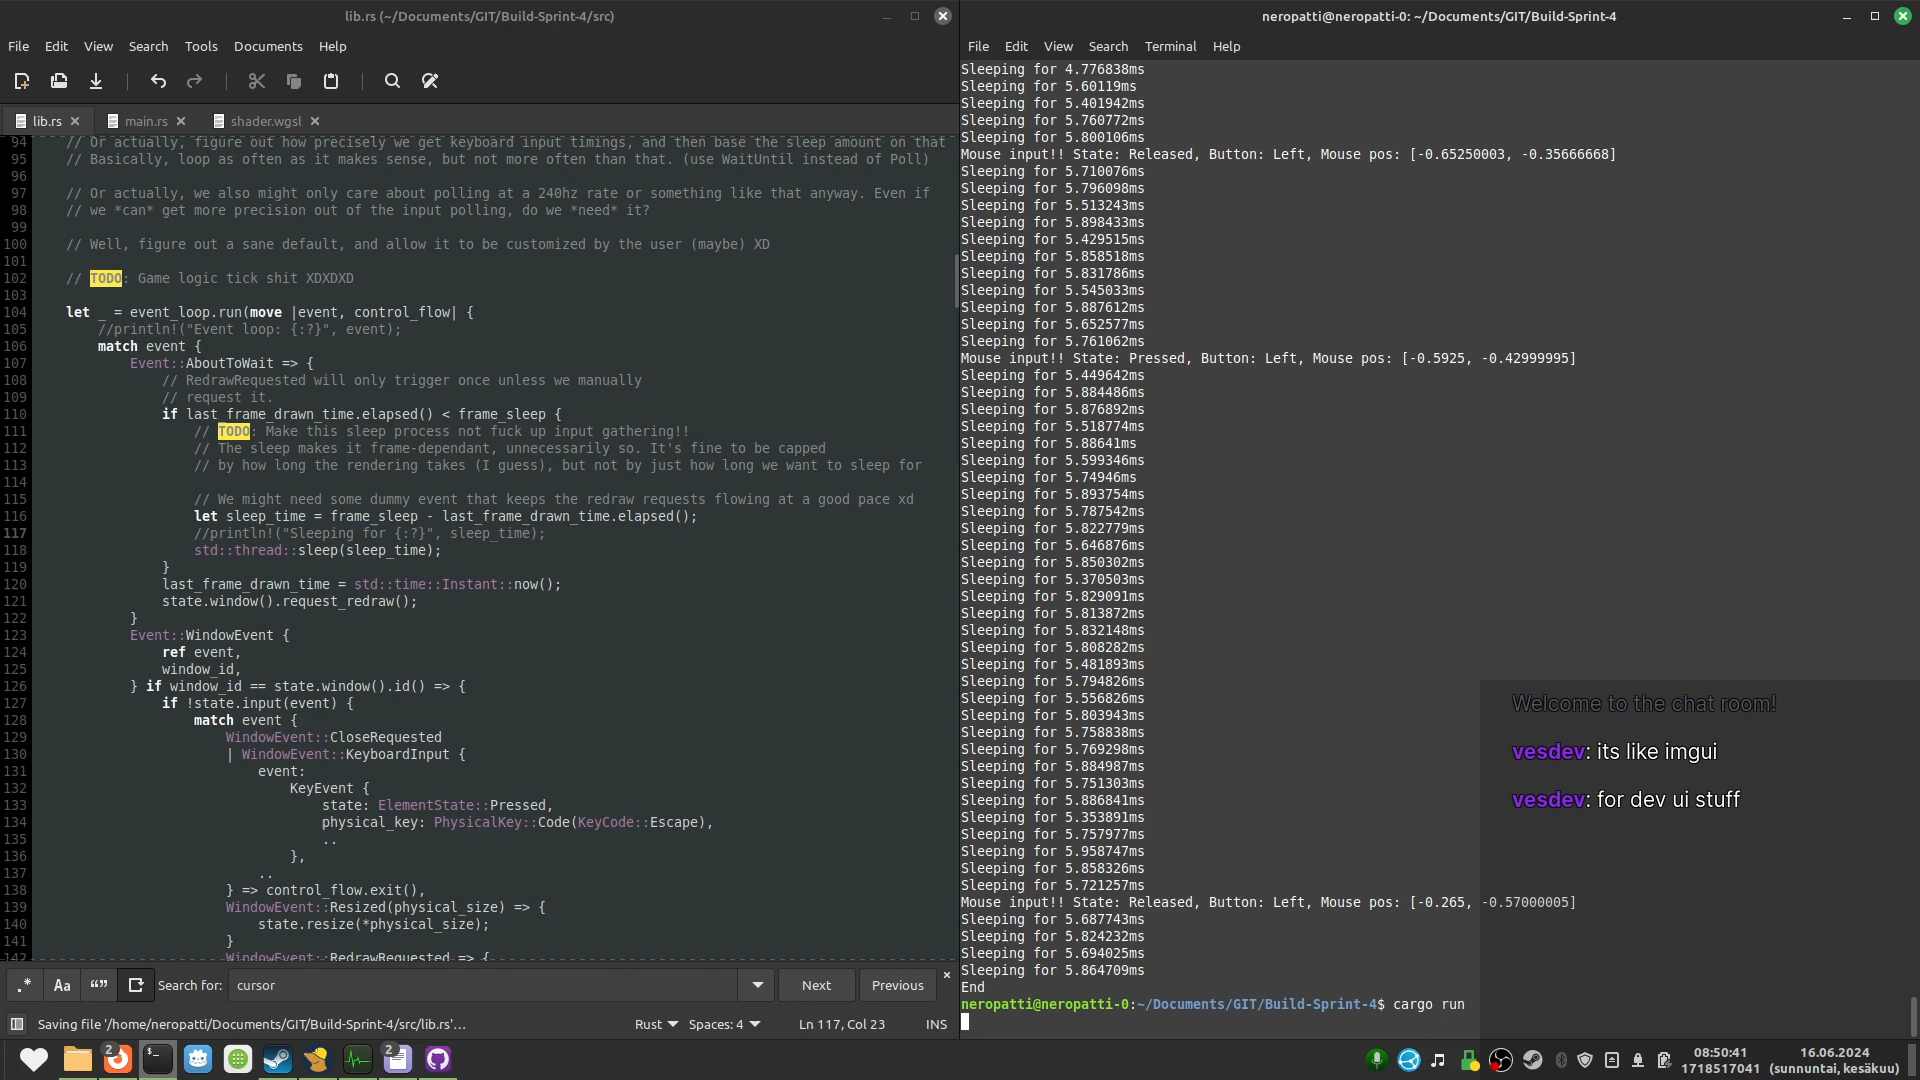 lib.rs (~/Documents/GIT/Build-Sprint-4/src)
File Edit View Search Tools Documents Help
lib.rs main.rs shader.wgsl
94 // Or actually, figure out how precisely we get keyboard input timings, and then base the sleep amount on that
95 // Basically, loop as often as it makes sense, but not more often than that. (use WaitUntil instead of Poll)
96
97 // Or actually, we also might only care about polling at a 240hz rate or something like that anyway. Even if
98 // we *can* get more precision out of the input polling, do we *need* it?
99
100 // Well, figure out a sane default, and allow it to be customized by the user (maybe) XD
101
102 // TODO: Game logic tick shit XDXDXD
103
104 let _ = event_loop.run(move |event, control_flow| {
105 //println!("Event loop: {:?}", event);
106 match event {
107 Event::AboutToWait => {
108 // RedrawRequested will only trigger once unless we manually
109 // request it.
110 if last_frame_drawn_time.elapsed() < frame_sleep {
111 // TODO: Make this sleep process not fuck up input gathering!!
112 // The sleep makes it frame-dependant, unnecessarily so. It's fine to be capped
113 // by how long the rendering takes (I guess), but not by just how long we want to sleep for
114
115 // We might need some dummy event that keeps the redraw requests flowing at a good pace xd
116 let sleep_time = frame_sleep - last_frame_drawn_time.elapsed();
117 //println!("Sleeping for {:?}", sleep_time);
118 std::thread::sleep(sleep_time);
119 }
120 last_frame_drawn_time = std::time::Instant::now();
121 state.window().request_redraw();
122 }
123 Event::WindowEvent {
124 ref event,
125 window_id,
126 } if window_id == state.window().id() => {
127 if !state.input(event) {
128 match event {
129 WindowEvent::CloseRequested
130 | WindowEvent::KeyboardInput {
131 event:
132 KeyEvent {
133 state: ElementState::Pressed,
134 physical_key: PhysicalKey::Code(KeyCode::Escape),
135 ..
136 },
137 ..
138 } => control_flow.exit(),
139 WindowEvent::Resized(physical_size) => {
140 state.resize(*physical_size);
141 }
142 WindowEvent::RedrawRequested => {
.* Aa “” Search for: cursor Next Previous
Saving file '/home/neropatti/Documents/GIT/Build-Sprint-4/src/lib.rs'… Rust Spaces: 4 Ln 117, Col 23 INS
neropatti@neropatti-0: ~/Documents/GIT/Build-Sprint-4
File Edit View Search Terminal Help
Sleeping for 4.776838ms
Sleeping for 5.60119ms
Sleeping for 5.401942ms
Sleeping for 5.760772ms
Sleeping for 5.800106ms
Mouse input!! State: Released, Button: Left, Mouse pos: [-0.65250003, -0.35666668]
Sleeping for 5.710076ms
Sleeping for 5.796098ms
Sleeping for 5.513243ms
Sleeping for 5.898433ms
Sleeping for 5.429515ms
Sleeping for 5.858518ms
Sleeping for 5.831786ms
Sleeping for 5.545033ms
Sleeping for 5.887612ms
Sleeping for 5.652577ms
Sleeping for 5.761062ms
Mouse input!! State: Pressed, Button: Left, Mouse pos: [-0.5925, -0.42999995]
Sleeping for 5.449642ms
Sleeping for 5.884486ms
Sleeping for 5.876892ms
Sleeping for 5.518774ms
Sleeping for 5.88641ms
Sleeping for 5.599346ms
Sleeping for 5.74946ms
Sleeping for 5.893754ms
Sleeping for 5.787542ms
Sleeping for 5.822779ms
Sleeping for 5.646876ms
Sleeping for 5.850302ms
Sleeping for 5.370503ms
Sleeping for 5.829091ms
Sleeping for 5.813872ms
Sleeping for 5.832148ms
Sleeping for 5.808282ms
Sleeping for 5.481893ms
Sleeping for 5.794826ms
Sleeping for 5.556826ms
Sleeping for 5.803943ms
Sleeping for 5.758838ms
Sleeping for 5.769298ms
Sleeping for 5.884987ms
Sleeping for 5.751303ms
Sleeping for 5.886841ms
Sleeping for 5.353891ms
Sleeping for 5.757977ms
Sleeping for 5.958747ms
Sleeping for 5.858326ms
Sleeping for 5.721257ms
Mouse input!! State: Released, Button: Left, Mouse pos: [-0.265, -0.57000005]
Sleeping for 5.687743ms
Sleeping for 5.824232ms
Sleeping for 5.694025ms
Sleeping for 5.864709ms
End
neropatti@neropatti-0:~/Documents/GIT/Build-Sprint-4$ cargo run
Welcome to the chat room!
vesdev: its like imgui
vesdev: for dev ui stuff
2 2
08:50:41 16.06.2024
1718517041 (sunnuntai, kesäkuu)